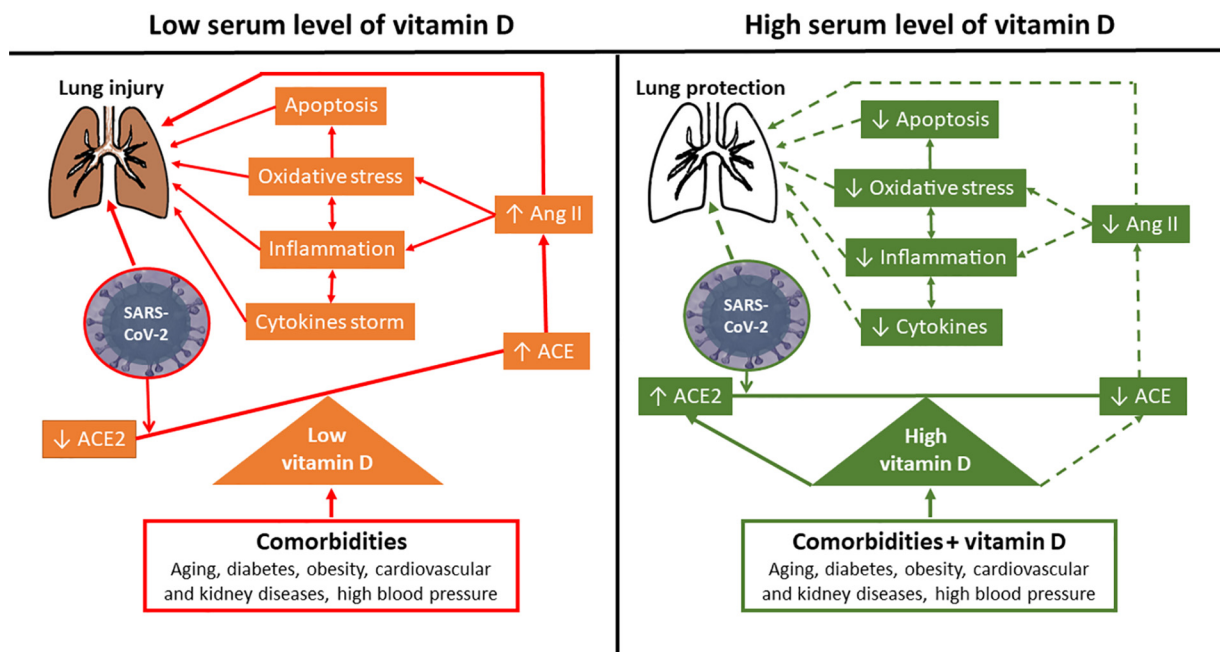 Low serum level of vitamin D
Lung injury
Apoptosis
Oxidative stress
↑ Ang II
Inflammation
SARS-
CoV-2
Cytokines storm
↑ ACE
↓ ACE2
Low
vitamin D
Comorbidities
Aging, diabetes, obesity, cardiovascular
and kidney diseases, high blood pressure
High serum level of vitamin D
Lung protection
↓ Apoptosis
↓ Oxidative stress
↓ Ang II
↓ Inflammation
SARS-
CoV-2
↓ Cytokines
↑ ACE2
↓ ACE
High
vitamin D
Comorbidities + vitamin D
Aging, diabetes, obesity, cardiovascular
and kidney diseases, high blood pressure